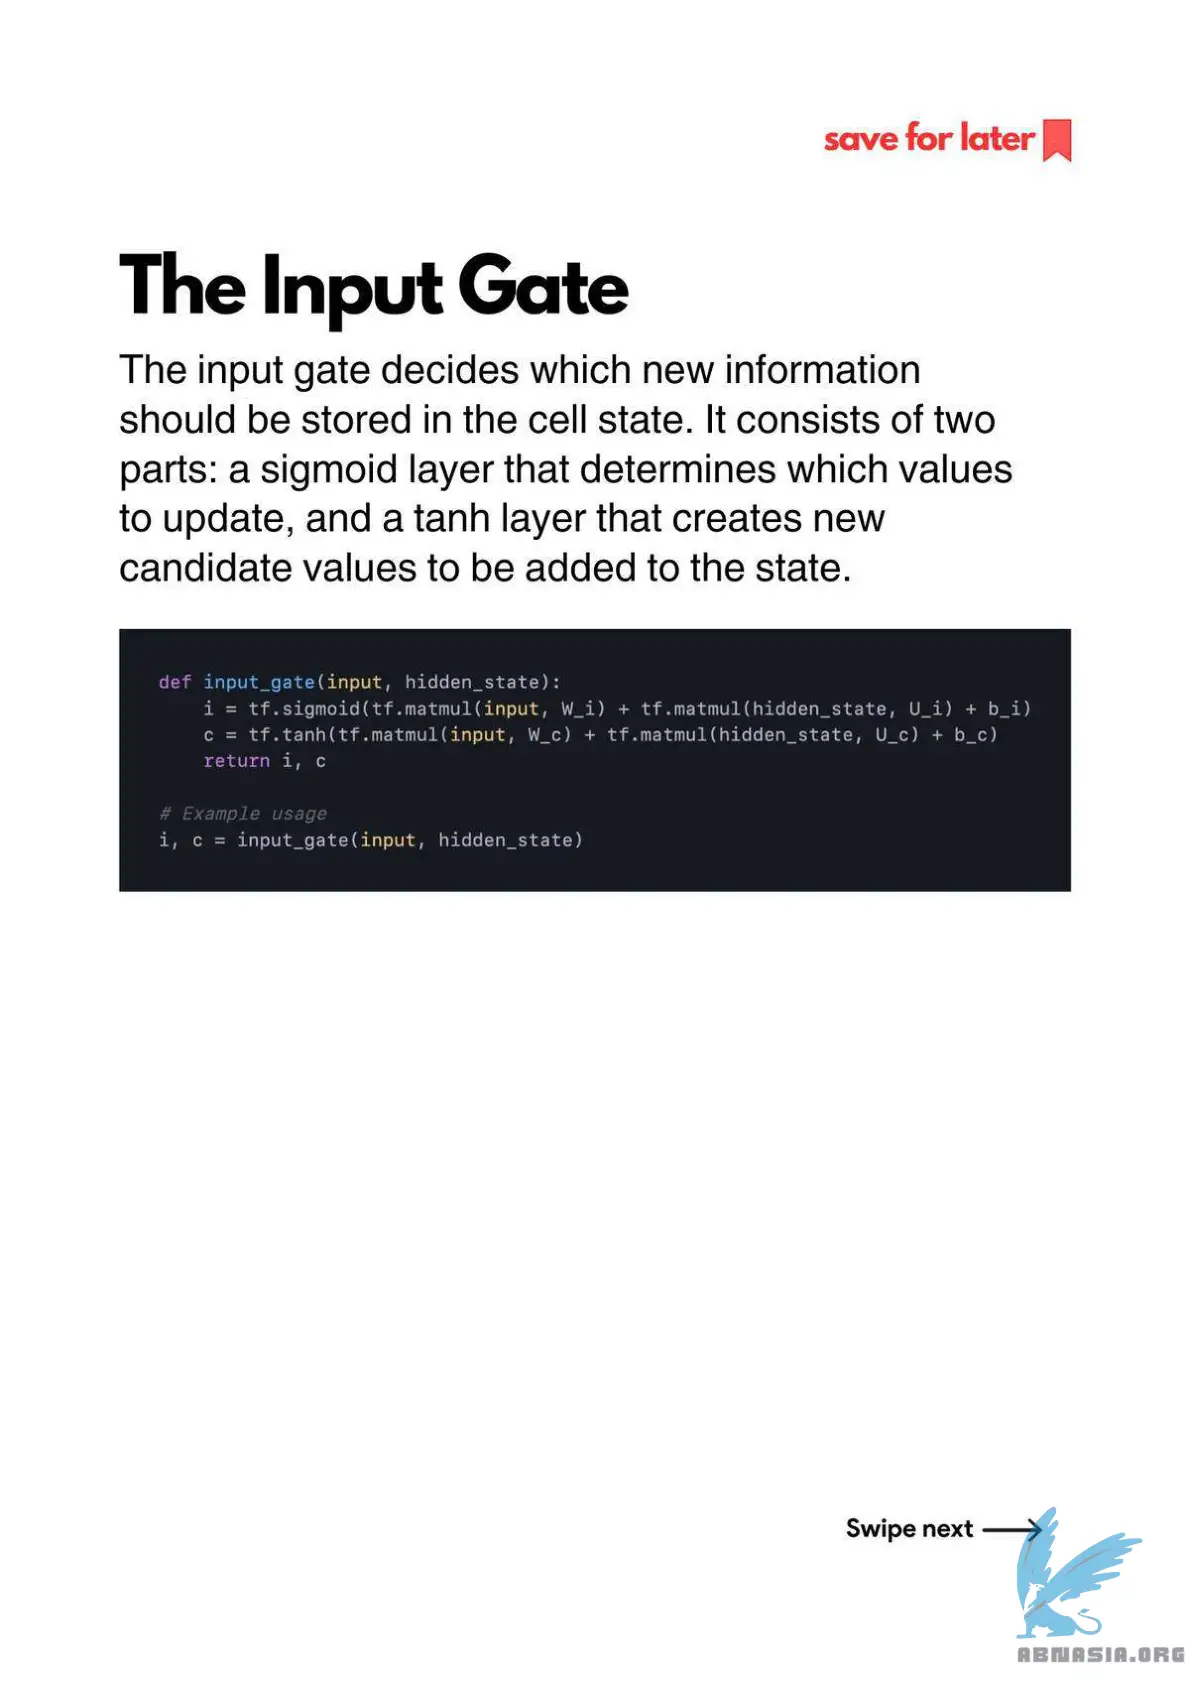 save for later
The Input Gate
The input gate decides which new information
should be stored in the cell state. It consists of two
parts: a sigmoid layer that determines which values
to update, and a tanh layer that creates new
candidate values to be added to the state.
def input_gate(input, hidden_state):
    i = tf.sigmoid(tf.matmul(input, W_i) + tf.matmul(hidden_state, U_i) + b_i)
    c = tf.tanh(tf.matmul(input, W_c) + tf.matmul(hidden_state, U_c) + b_c)
    return i, c
# Example usage
i, c = input_gate(input, hidden_state)
Swipe next
ABNASIA.ORG